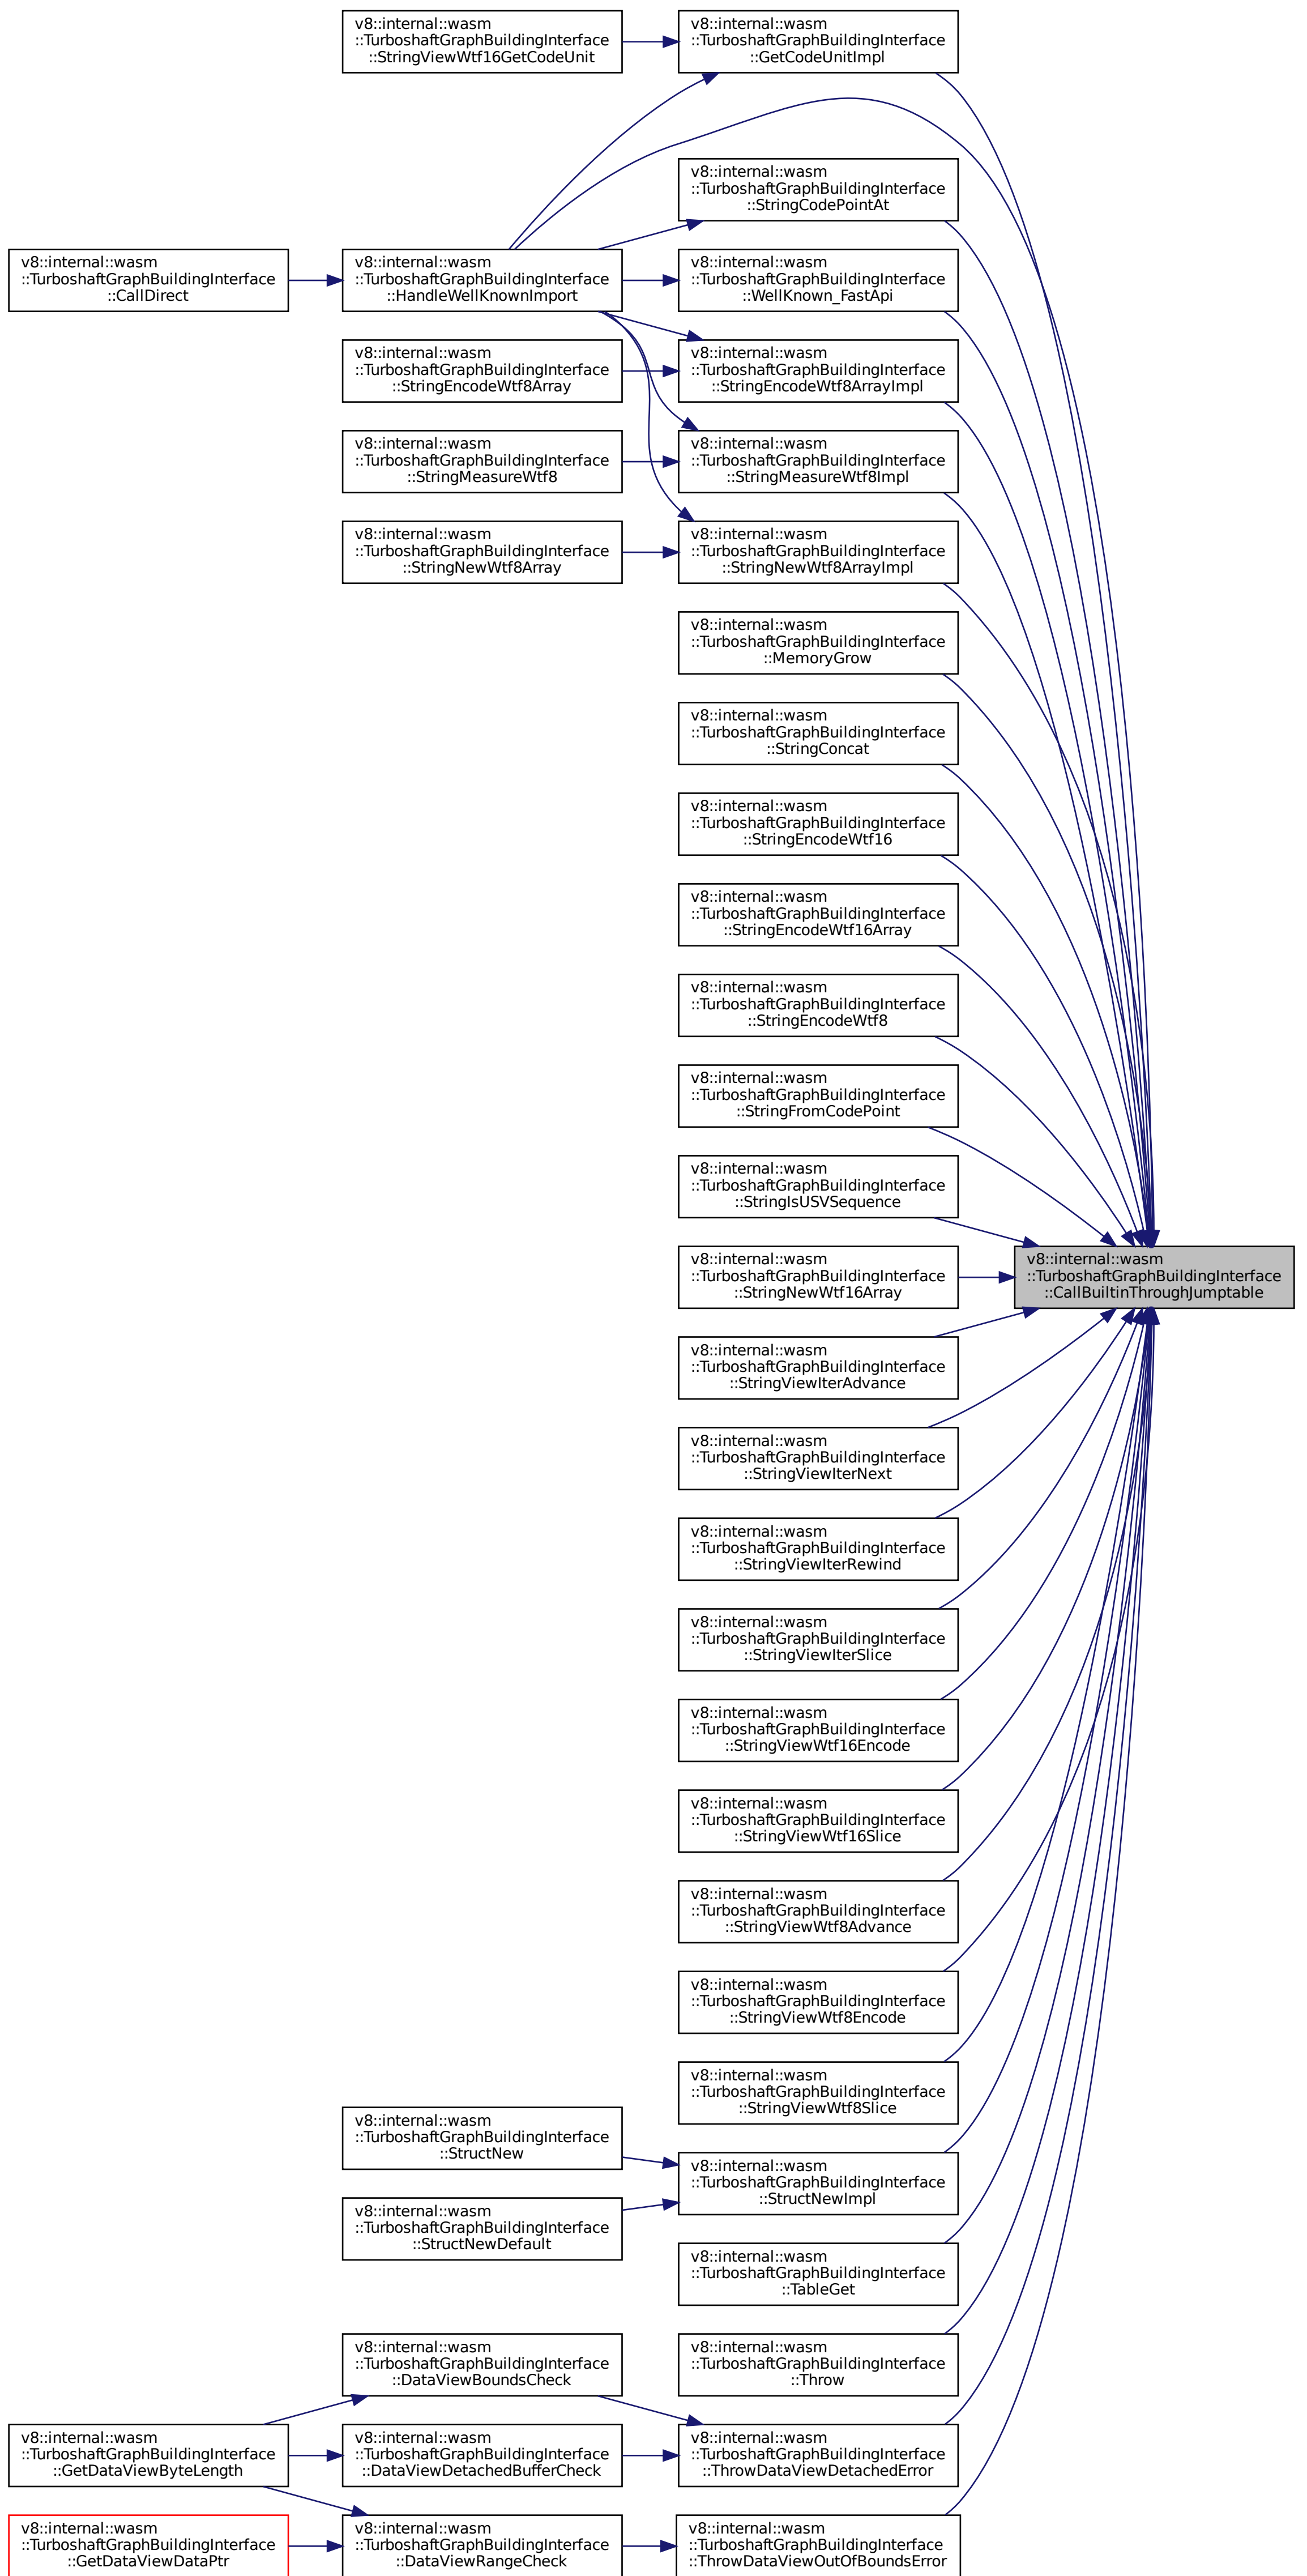 v8::internal::wasm
::TurboshaftGraphBuildingInterface
::StringViewWtf16GetCodeUnit
v8::internal::wasm
::TurboshaftGraphBuildingInterface
::GetCodeUnitImpl
v8::internal::wasm
::TurboshaftGraphBuildingInterface
::StringCodePointAt
v8::internal::wasm
::TurboshaftGraphBuildingInterface
::CallDirect
v8::internal::wasm
::TurboshaftGraphBuildingInterface
::HandleWellKnownImport
v8::internal::wasm
::TurboshaftGraphBuildingInterface
::WellKnown_FastApi
v8::internal::wasm
::TurboshaftGraphBuildingInterface
::StringEncodeWtf8Array
v8::internal::wasm
::TurboshaftGraphBuildingInterface
::StringEncodeWtf8ArrayImpl
v8::internal::wasm
::TurboshaftGraphBuildingInterface
::StringMeasureWtf8
v8::internal::wasm
::TurboshaftGraphBuildingInterface
::StringMeasureWtf8Impl
v8::internal::wasm
::TurboshaftGraphBuildingInterface
::StringNewWtf8Array
v8::internal::wasm
::TurboshaftGraphBuildingInterface
::StringNewWtf8ArrayImpl
v8::internal::wasm
::TurboshaftGraphBuildingInterface
::MemoryGrow
v8::internal::wasm
::TurboshaftGraphBuildingInterface
::StringConcat
v8::internal::wasm
::TurboshaftGraphBuildingInterface
::StringEncodeWtf16
v8::internal::wasm
::TurboshaftGraphBuildingInterface
::StringEncodeWtf16Array
v8::internal::wasm
::TurboshaftGraphBuildingInterface
::StringEncodeWtf8
v8::internal::wasm
::TurboshaftGraphBuildingInterface
::StringFromCodePoint
v8::internal::wasm
::TurboshaftGraphBuildingInterface
::StringIsUSVSequence
v8::internal::wasm
::TurboshaftGraphBuildingInterface
::StringNewWtf16Array
v8::internal::wasm
::TurboshaftGraphBuildingInterface
::CallBuiltinThroughJumptable
v8::internal::wasm
::TurboshaftGraphBuildingInterface
::StringViewIterAdvance
v8::internal::wasm
::TurboshaftGraphBuildingInterface
::StringViewIterNext
v8::internal::wasm
::TurboshaftGraphBuildingInterface
::StringViewIterRewind
v8::internal::wasm
::TurboshaftGraphBuildingInterface
::StringViewIterSlice
v8::internal::wasm
::TurboshaftGraphBuildingInterface
::StringViewWtf16Encode
v8::internal::wasm
::TurboshaftGraphBuildingInterface
::StringViewWtf16Slice
v8::internal::wasm
::TurboshaftGraphBuildingInterface
::StringViewWtf8Advance
v8::internal::wasm
::TurboshaftGraphBuildingInterface
::StringViewWtf8Encode
v8::internal::wasm
::TurboshaftGraphBuildingInterface
::StringViewWtf8Slice
v8::internal::wasm
::TurboshaftGraphBuildingInterface
::StructNew
v8::internal::wasm
::TurboshaftGraphBuildingInterface
::StructNewImpl
v8::internal::wasm
::TurboshaftGraphBuildingInterface
::StructNewDefault
v8::internal::wasm
::TurboshaftGraphBuildingInterface
::TableGet
v8::internal::wasm
::TurboshaftGraphBuildingInterface
::DataViewBoundsCheck
v8::internal::wasm
::TurboshaftGraphBuildingInterface
::Throw
v8::internal::wasm
::TurboshaftGraphBuildingInterface
::GetDataViewByteLength
v8::internal::wasm
::TurboshaftGraphBuildingInterface
::DataViewDetachedBufferCheck
v8::internal::wasm
::TurboshaftGraphBuildingInterface
::ThrowDataViewDetachedError
v8::internal::wasm
::TurboshaftGraphBuildingInterface
::GetDataViewDataPtr
v8::internal::wasm
::TurboshaftGraphBuildingInterface
::DataViewRangeCheck
v8::internal::wasm
::TurboshaftGraphBuildingInterface
::ThrowDataViewOutOfBoundsError